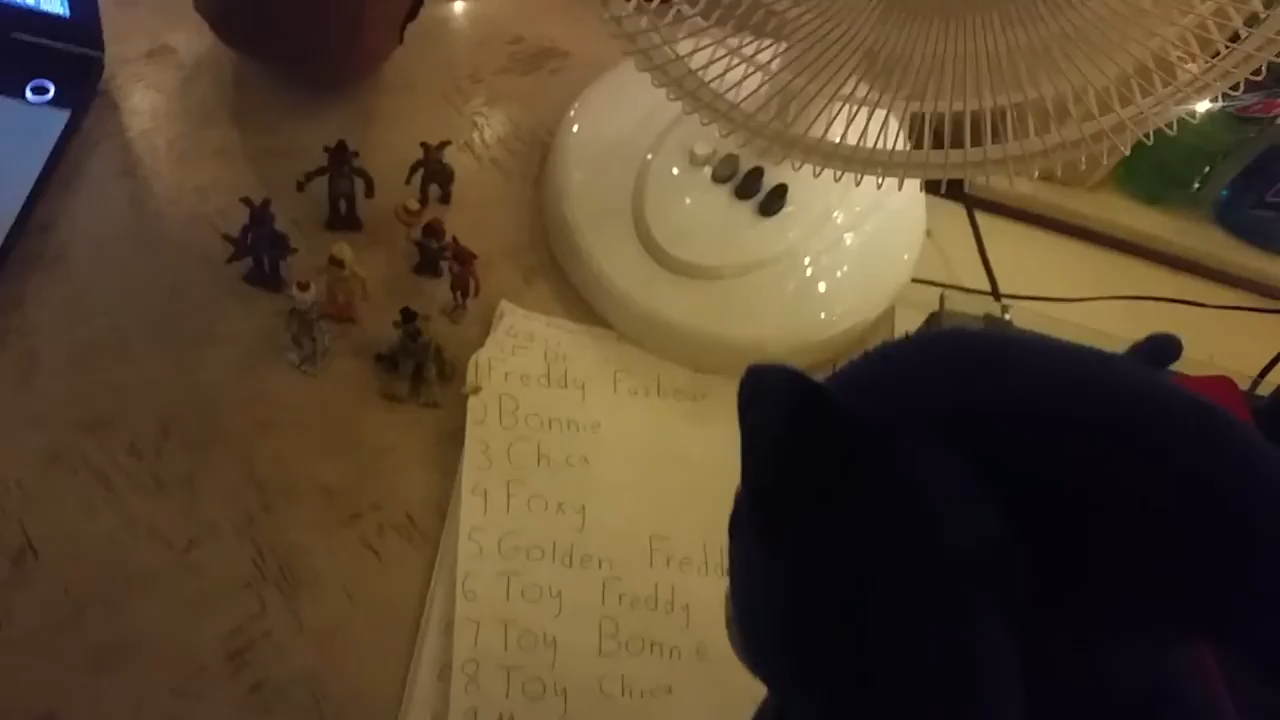 1 Freddy Fazbear
2 Bonnie
3 Chica
4 Foxy
5 Golden Fredd
6 Toy Freddy
7 Toy Bonnie
8 Toy Chica